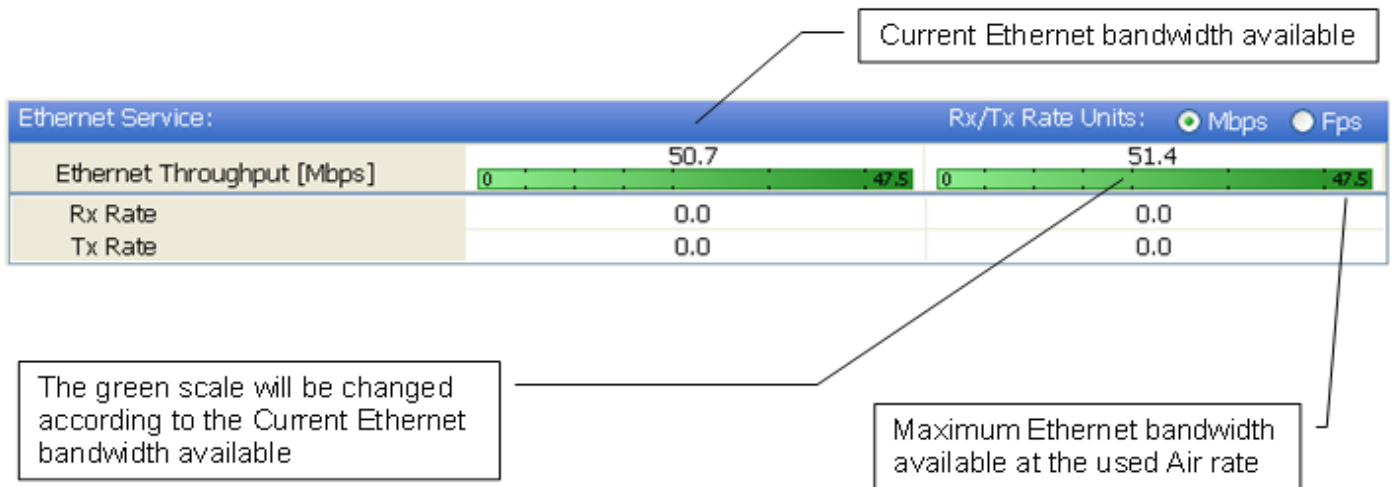 Current Ethernet bandwidth available
Ethernet Service: Rx/Tx Rate Units: Mbps Fps
Ethernet Throughput [Mbps] 50.7 51.4
0 47.5 0 47.5
Rx Rate 0.0 0.0
Tx Rate 0.0 0.0
The green scale will be changed
according to the Current Ethernet
bandwidth available
Maximum Ethernet bandwidth
available at the used Air rate